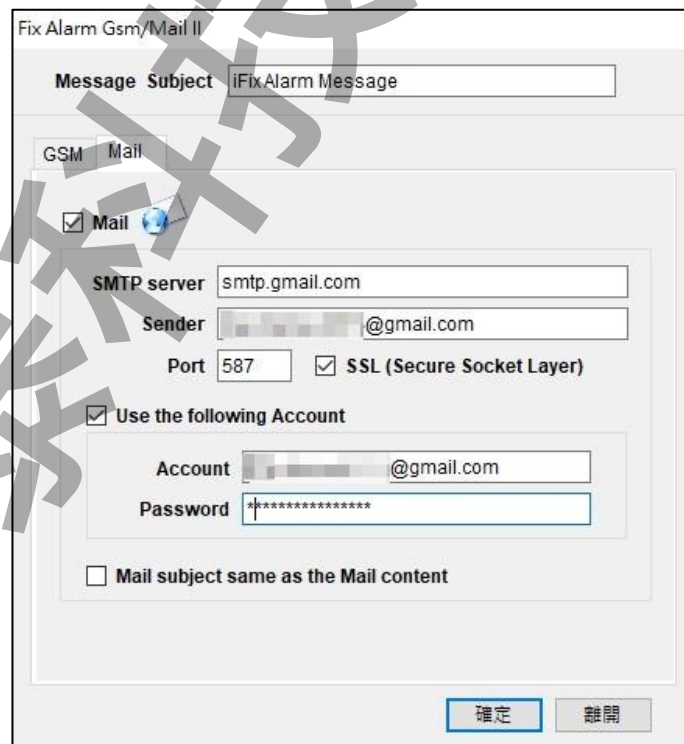 Fix Alarm Gsm/Mail II
Message Subject iFixAlarm Message
GSM Mail
Mail
SMTP server smtp.gmail.com
Sender @gmail.com
Port 587 SSL (Secure Socket Layer)
Use the following Account
Account @gmail.com
Password ****************
Mail subject same as the Mail content
確定 離開